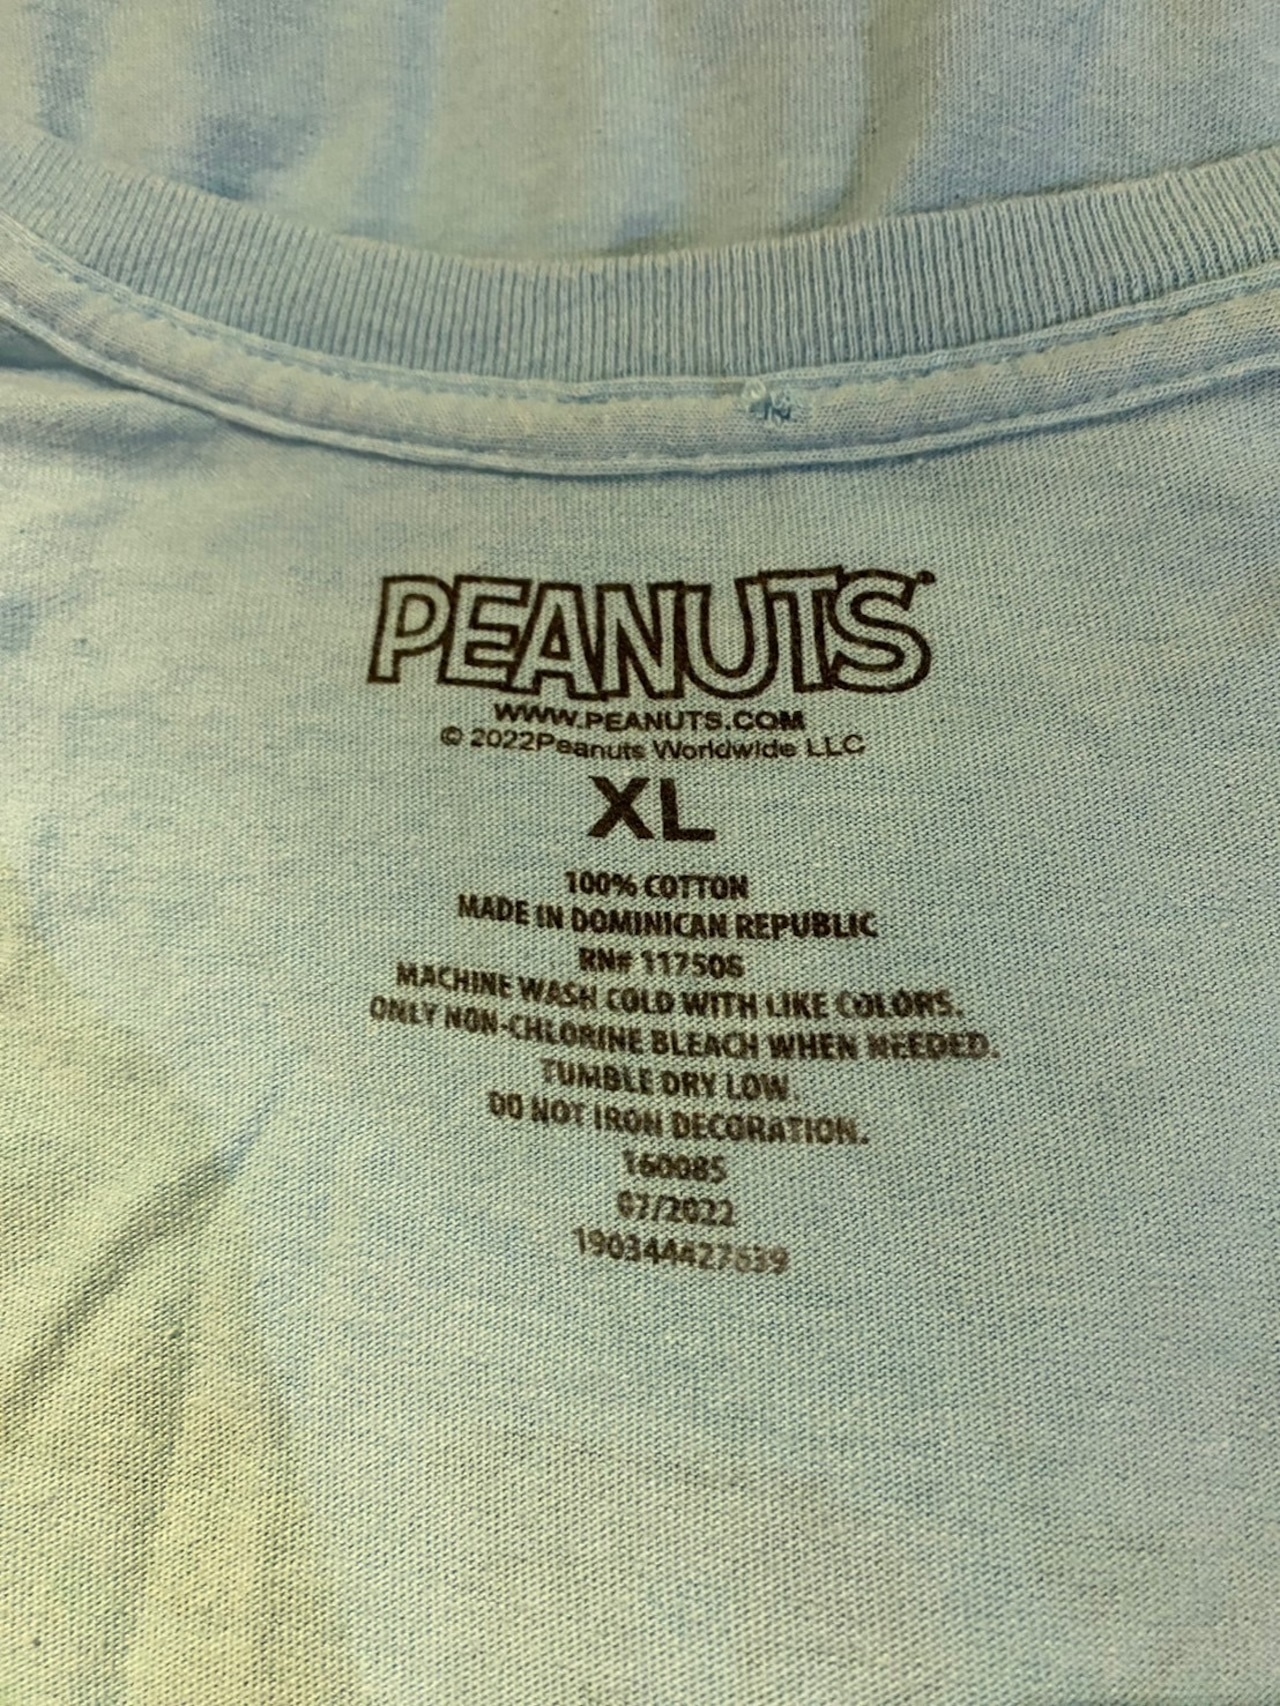 PEANUTS
WWW.PEANUTS.COM
© 2022Peanuts Worldwide LLC
XL
100% COTTON
MADE IN DOMINICAN REPUBLIC
RN# 117506
MACHINE WASH COLD WITH LIKE COLORS.
ONLY NON-CHLORINE BLEACH WHEN NEEDED.
TUMBLE DRY LOW.
DO NOT IRON DECORATION.
160085
07/2022
190344427639